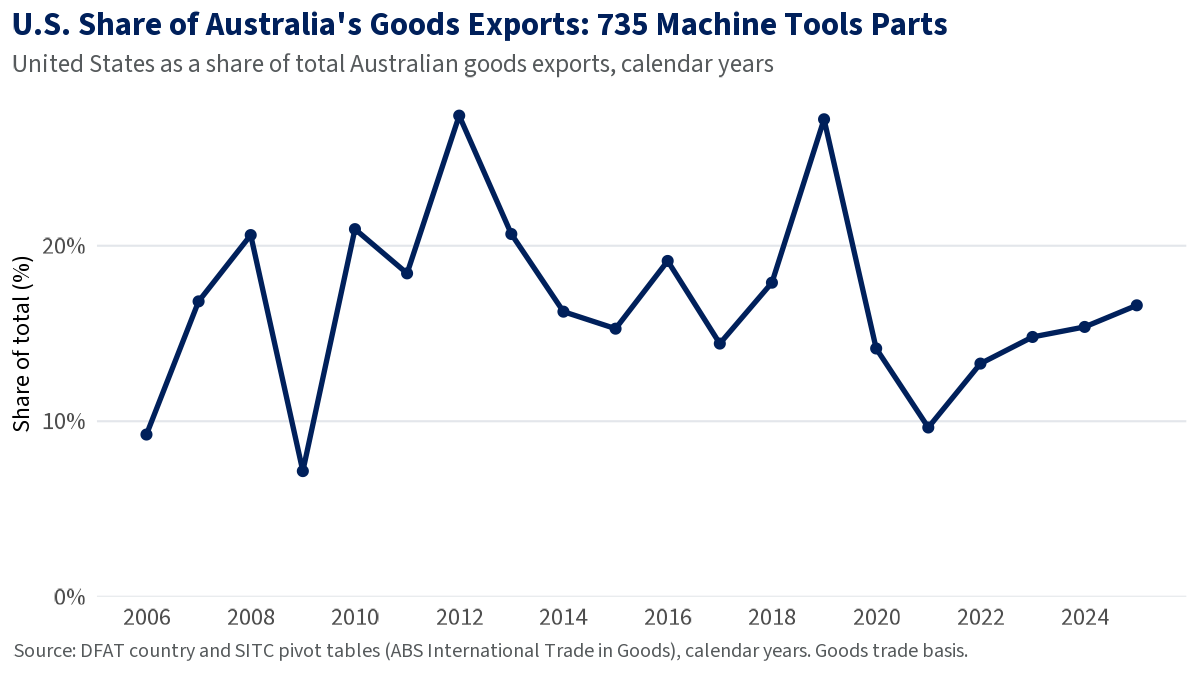 U.S. Share of Australia's Goods Exports: 735 Machine Tools Parts
United States as a share of total Australian goods exports, calendar years
Share of total (%)
20%
10%
0%
2006 2008 2010 2012 2014 2016 2018 2020 2022 2024
Source: DFAT country and SITC pivot tables (ABS International Trade in Goods), calendar years. Goods trade basis.